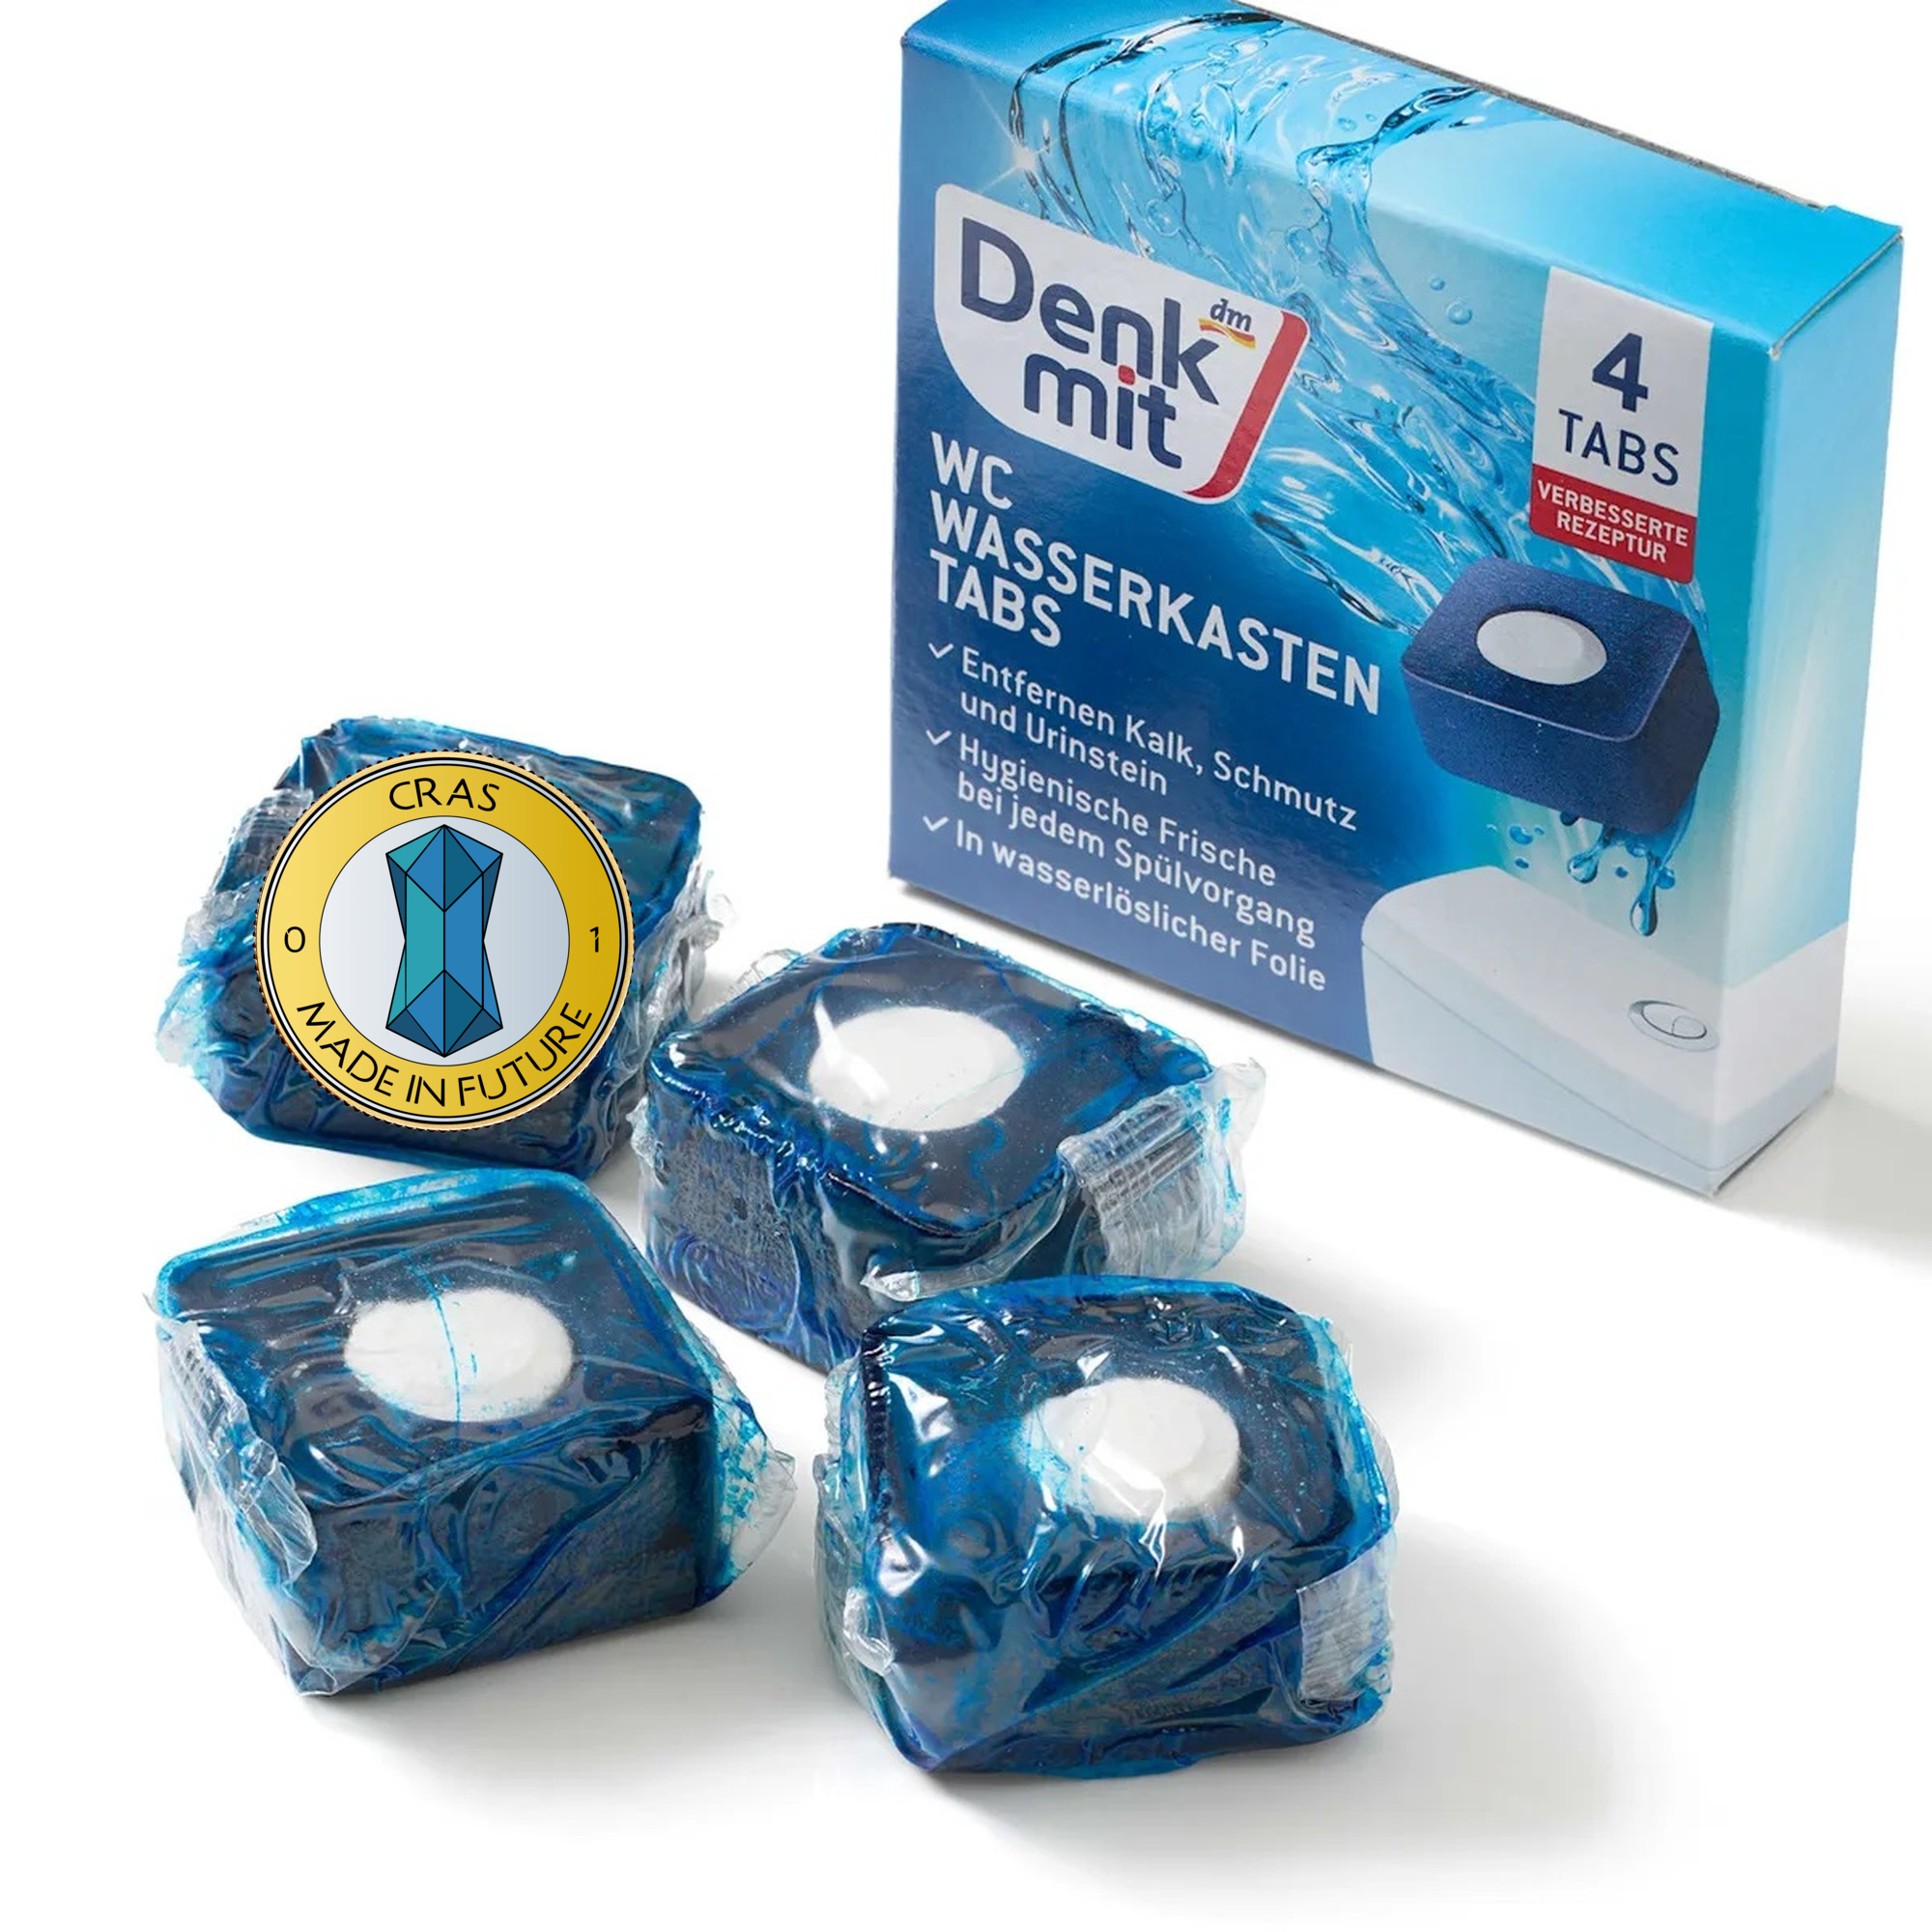 Denk
dm
mit
WC
WASSERKASTEN
TABS
Entfernen Kalk, Schmutz
und Urinstein
Hygienische Frische
bei jedem Spülvorgang
In wasserlöslicher Folie
4
TABS
VERBESSERTE
REZEPTUR
CRAS
0 1
MADE IN FUTURE